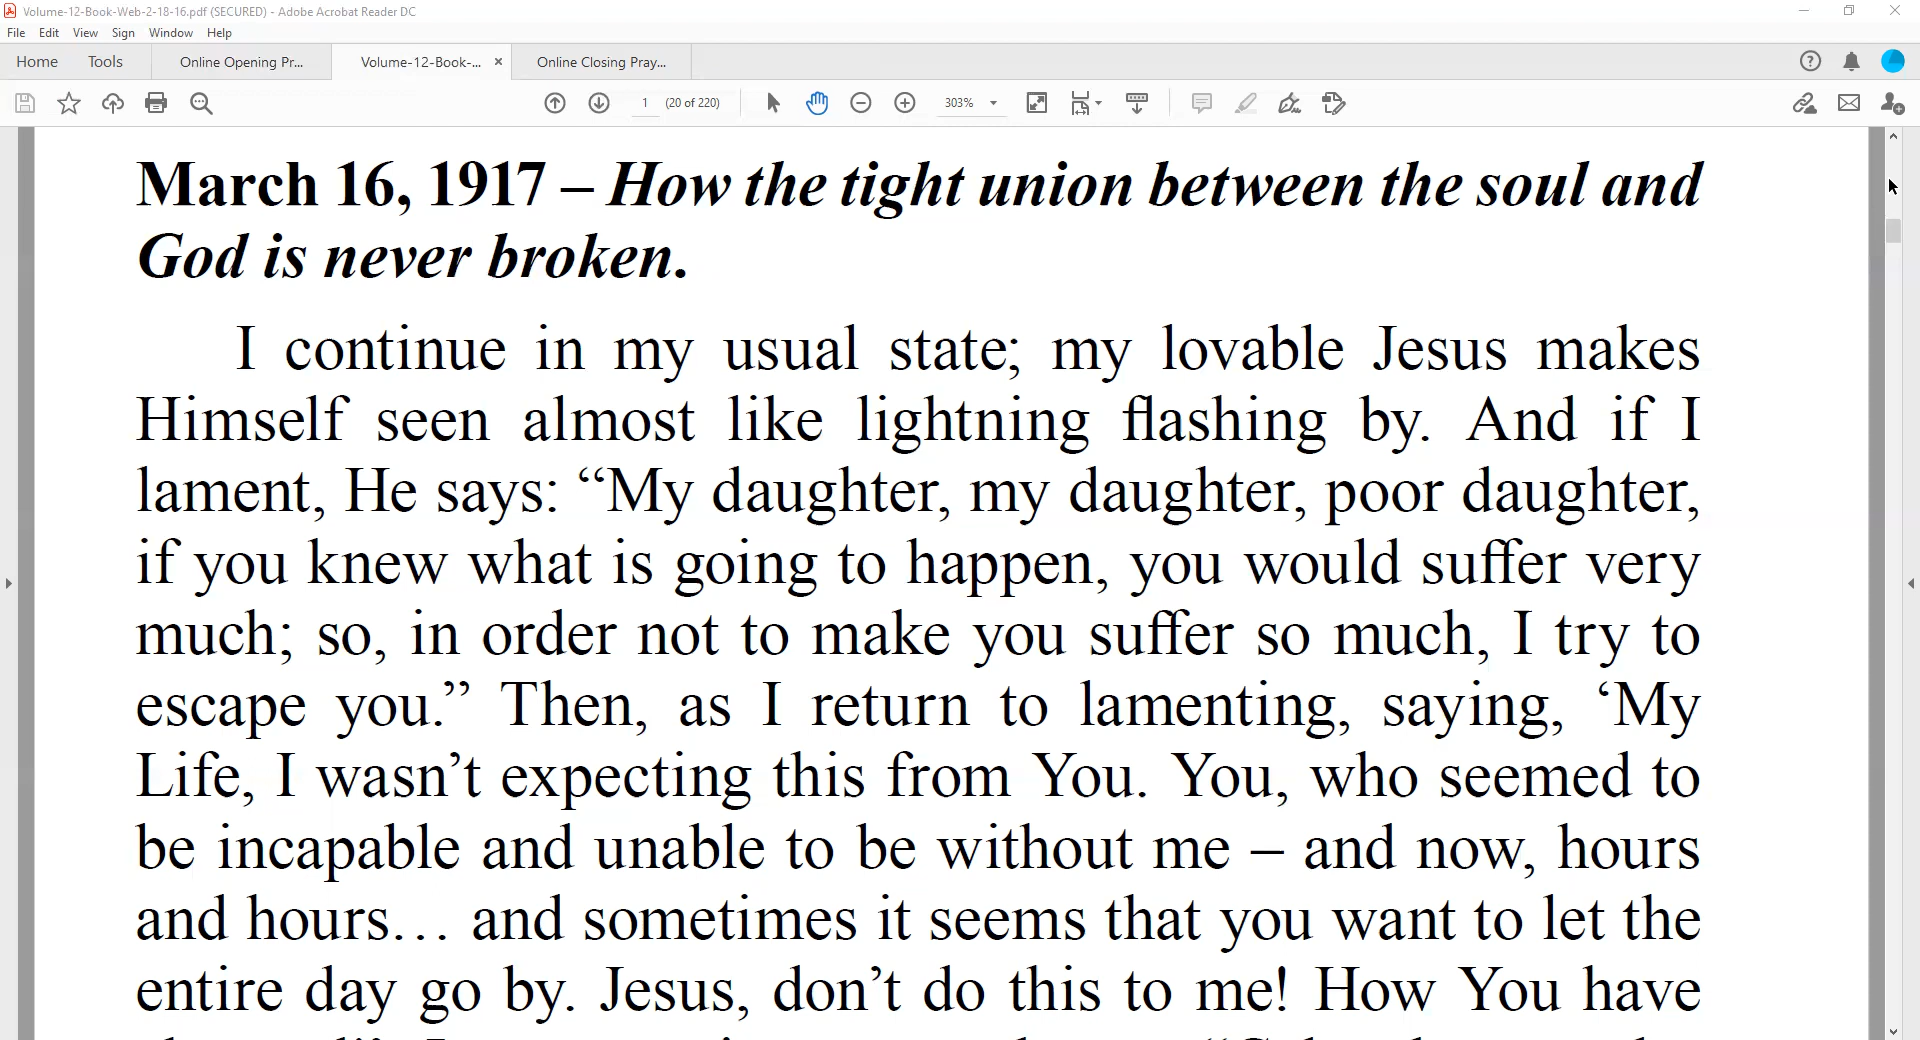 Volume-12-Book-Web-2-18-16.pdf (SECURED) - Adobe Acrobat Reader DC
File Edit View Sign Window Help
Home Tools Online Opening Pr... Volume-12-Book-... × Online Closing Pray...
1 (20 of 220) 303%
March 16, 1917 – How the tight union between the soul and
God is never broken.
I continue in my usual state; my lovable Jesus makes
Himself seen almost like lightning flashing by. And if I
lament, He says: “My daughter, my daughter, poor daughter,
if you knew what is going to happen, you would suffer very
much; so, in order not to make you suffer so much, I try to
escape you.” Then, as I return to lamenting, saying, ‘My
Life, I wasn’t expecting this from You. You, who seemed to
be incapable and unable to be without me – and now, hours
and hours… and sometimes it seems that you want to let the
entire day go by. Jesus, don’t do this to me! How You have